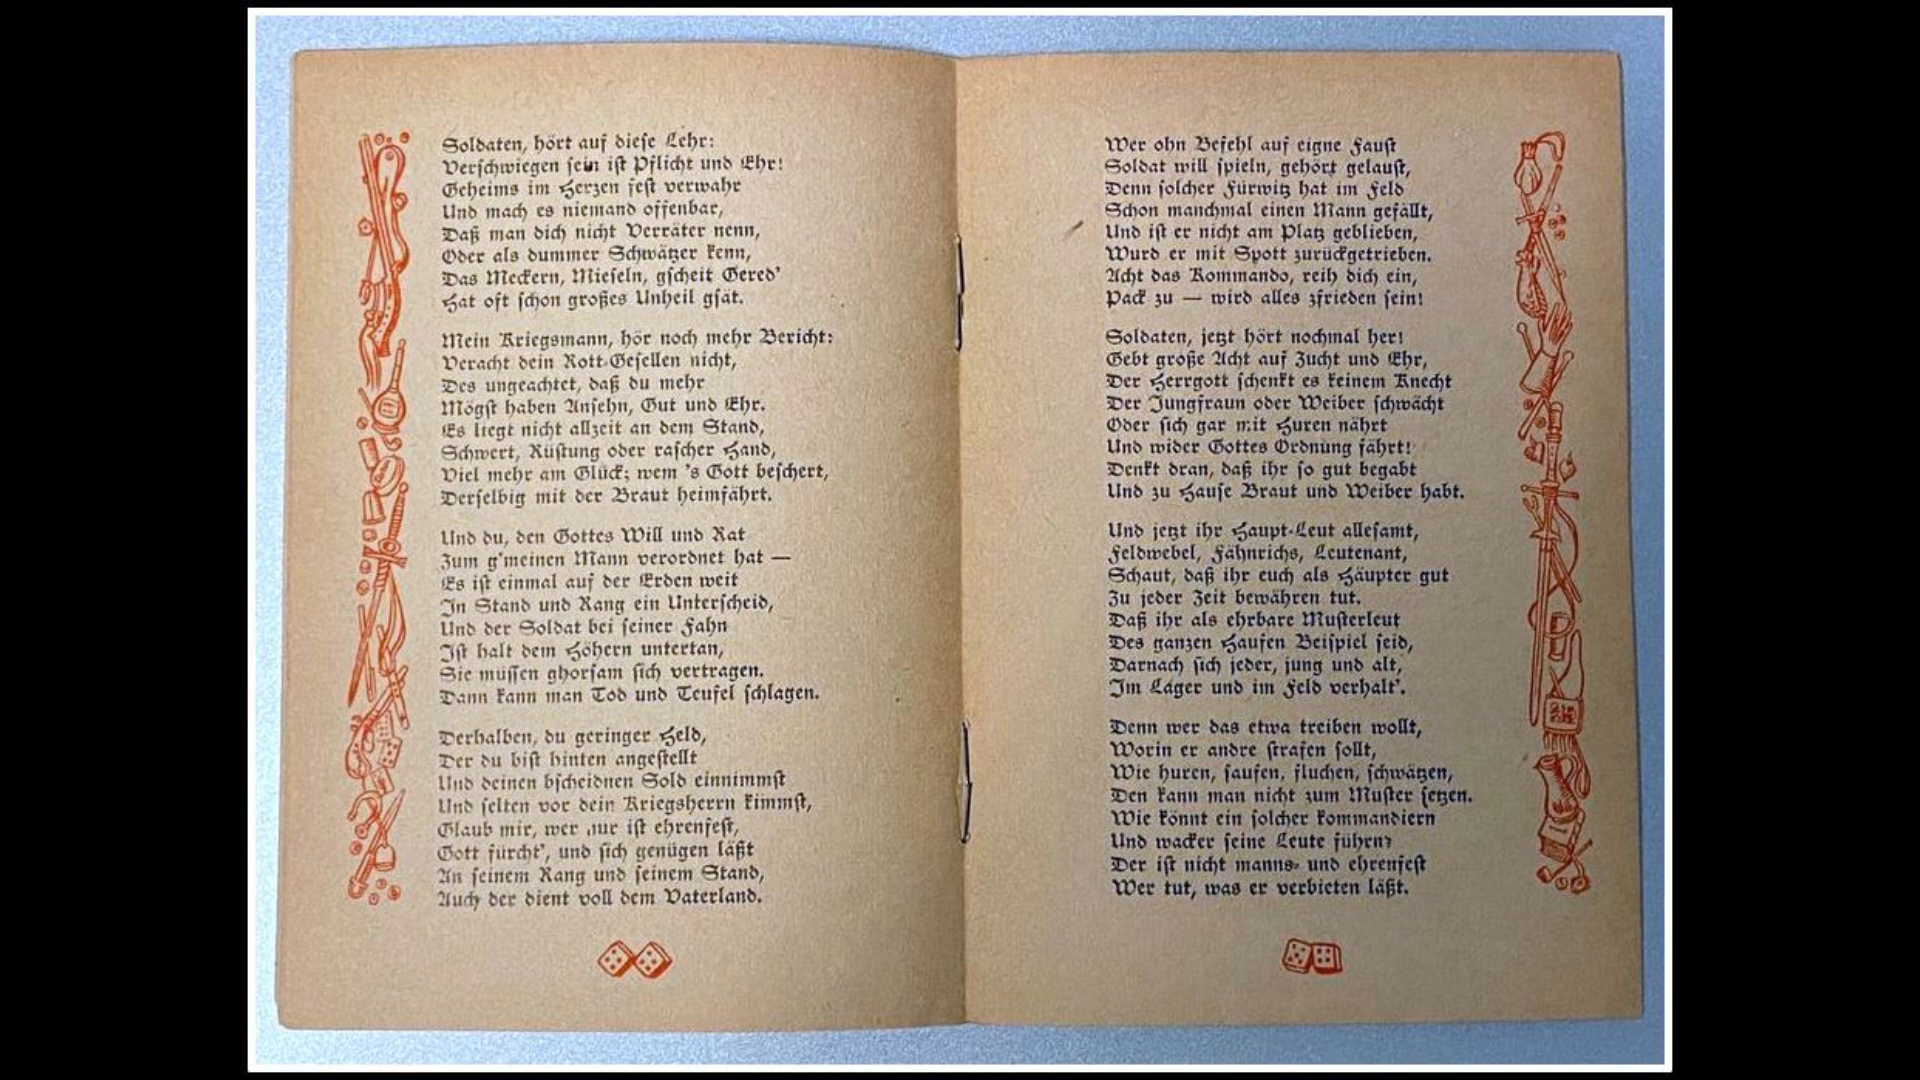 Soldaten, hört auf diese Lehr:
Verschwiegen sein ist Pflicht und Ehr!
Geheims im Herzen fest verwahr
Und mach es niemand offenbar,
Daß man dich nicht Verräter nenn,
Oder als dummer Schwätzer kenn,
Das Meckern, Mieseln, gscheit Gered'
Hat oft schon großes Unheil gsät.
Mein Kriegsmann, hör noch mehr Bericht:
Veracht dein Rott-Gesellen nicht,
Des ungeachtet, daß du mehr
Mögst haben Ansehn, Gut und Ehr.
Es liegt nicht allzeit an dem Stand,
Schwert, Rüstung oder rascher Hand,
Viel mehr am Glück; wem 's Gott beschert,
Derselbig mit der Braut heimfährt.
Und du, den Gottes Will und Rat
Zum g'meinen Mann verordnet hat —
Es ist einmal auf der Erden weit
In Stand und Rang ein Unterscheid,
Und der Soldat bei seiner Fahn
Ist halt dem Höhern untertan,
Sie müssen ghorsam sich vertragen.
Dann kann man Tod und Teufel schlagen.
Derhalben, du geringer Held,
Der du bist hinten angestellt
Und deinen bscheidnen Sold einnimmst
Und selten vor dein Kriegsherrn kimmst,
Glaub mir, wer nur ist ehrenfest,
Gott fürcht', und sich genügen läßt
An seinem Rang und seinem Stand,
Auch der dient voll dem Vaterland.
Wer ohn Befehl auf eigne Faust
Soldat will spieln, gehört gelaust,
Denn solcher Fürwitz hat im Feld
Schon manchmal einen Mann gefällt,
Und ist er nicht am Platz geblieben,
Wurd er mit Spott zurückgetrieben.
Acht das Kommando, reih dich ein,
Pack zu — wird alles zfrieden sein!
Soldaten, jetzt hört nochmal her!
Gebt große Acht auf Zucht und Ehr,
Der Herrgott schenkt es keinem Knecht
Der Jungfraun oder Weiber schwächt
Oder sich gar mit Huren nährt
Und wider Gottes Ordnung fährt!
Denkt dran, daß ihr so gut begabt
Und zu Hause Braut und Weiber habt.
Und jetzt ihr Haupt-Leut allesamt,
Feldwebel, Fähnrichs, Leutenant,
Schaut, daß ihr euch als Häupter gut
Zu jeder Zeit bewähren tut.
Daß ihr als ehrbare Musterleut
Des ganzen Haufen Beispiel seid,
Darnach sich jeder, jung und alt,
Im Lager und im Feld verhalt'.
Denn wer das etwa treiben wollt,
Worin er andre strafen sollt,
Wie huren, saufen, fluchen, schwätzen,
Den kann man nicht zum Muster setzen.
Wie könnt ein solcher kommandiern
Und wacker seine Leute führn?
Der ist nicht manns- und ehrenfest
Wer tut, was er verbieten läßt.